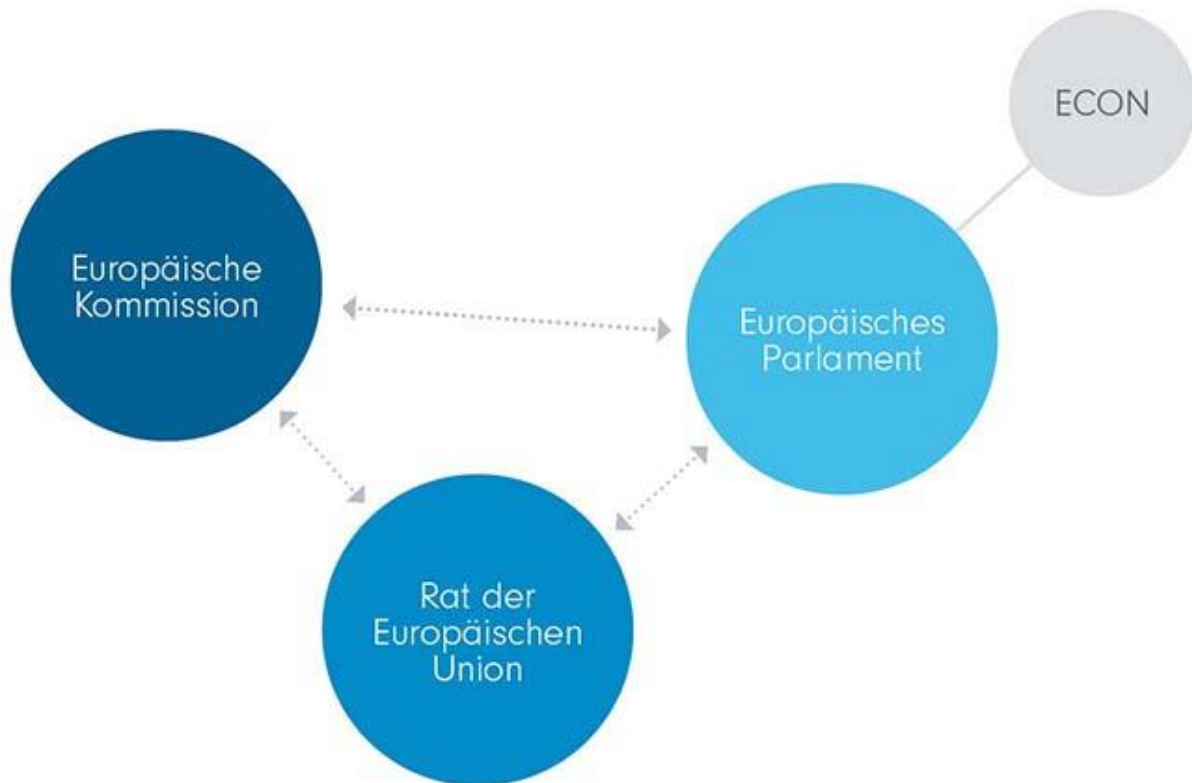 ECON
Europäische
Kommission
Europäisches
Parlament
Rat der
Europäischen
Union